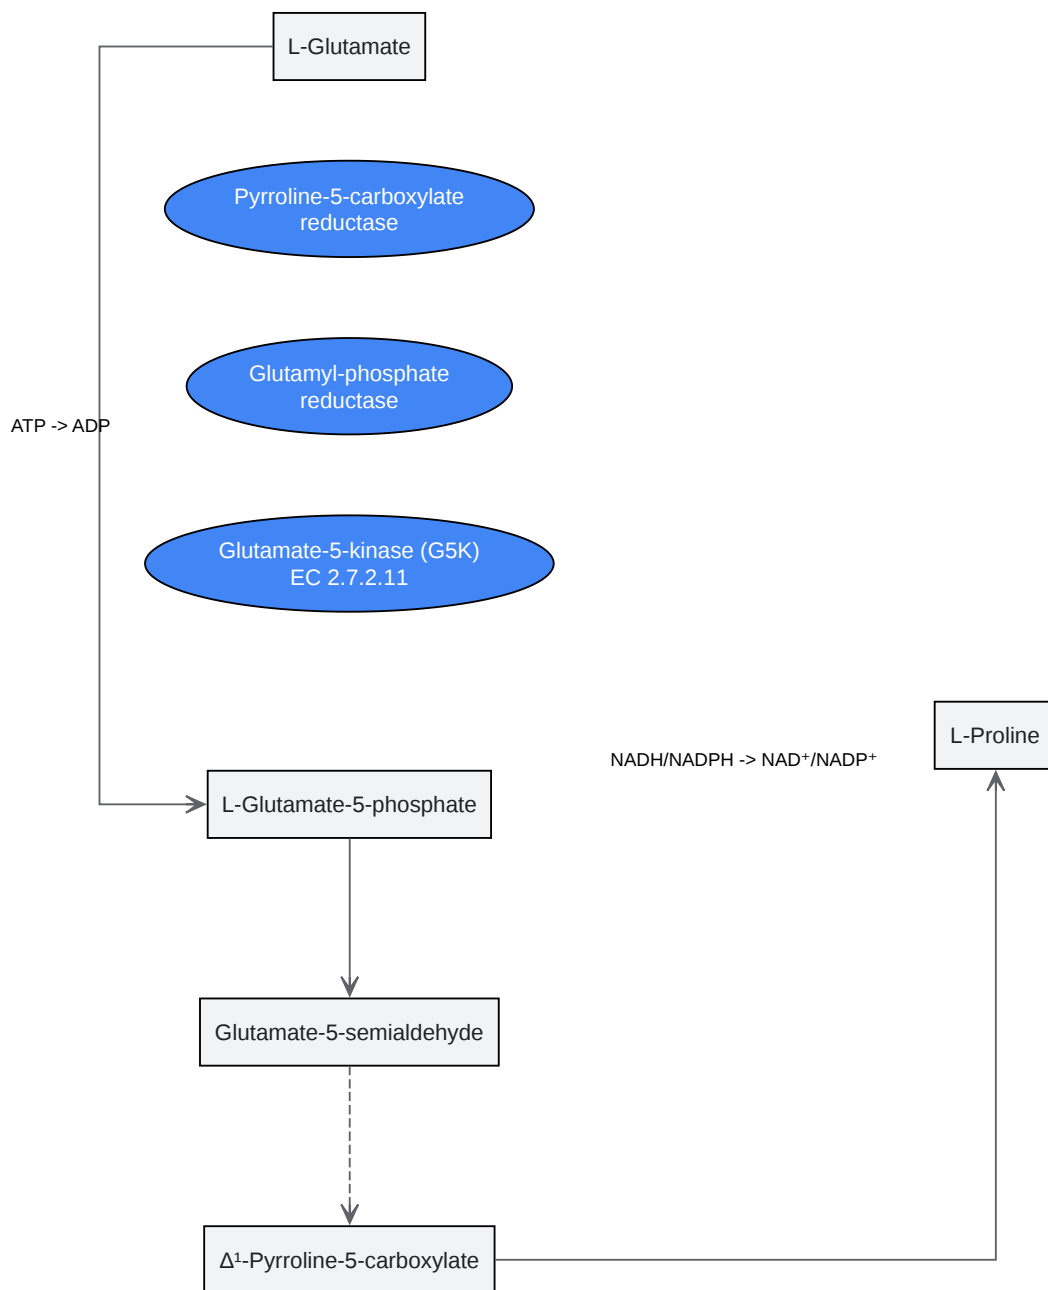 L-Glutamate
Pyrroline-5-carboxylate
reductase
Glutamyl-phosphate
reductase
ATP -> ADP
Glutamate-5-kinase (G5K)
EC 2.7.2.11
L-Proline
NADH/NADPH -> NAD⁺/NADP⁺
L-Glutamate-5-phosphate
Glutamate-5-semialdehyde
Δ¹-Pyrroline-5-carboxylate